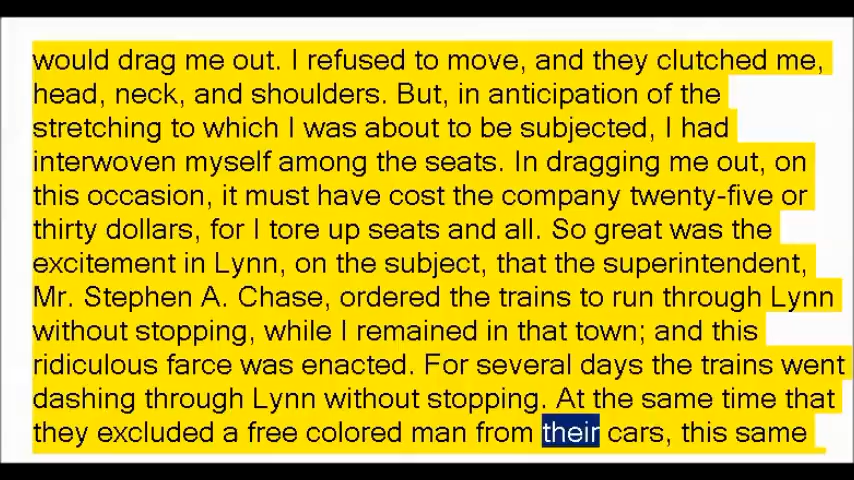 would drag me out. I refused to move, and they clutched me,
head, neck, and shoulders. But, in anticipation of the
stretching to which I was about to be subjected, I had
interwoven myself among the seats. In dragging me out, on
this occasion, it must have cost the company twenty-five or
thirty dollars, for I tore up seats and all. So great was the
excitement in Lynn, on the subject, that the superintendent,
Mr. Stephen A. Chase, ordered the trains to run through Lynn
without stopping, while I remained in that town; and this
ridiculous farce was enacted. For several days the trains went
dashing through Lynn without stopping. At the same time that
they excluded a free colored man from their cars, this same